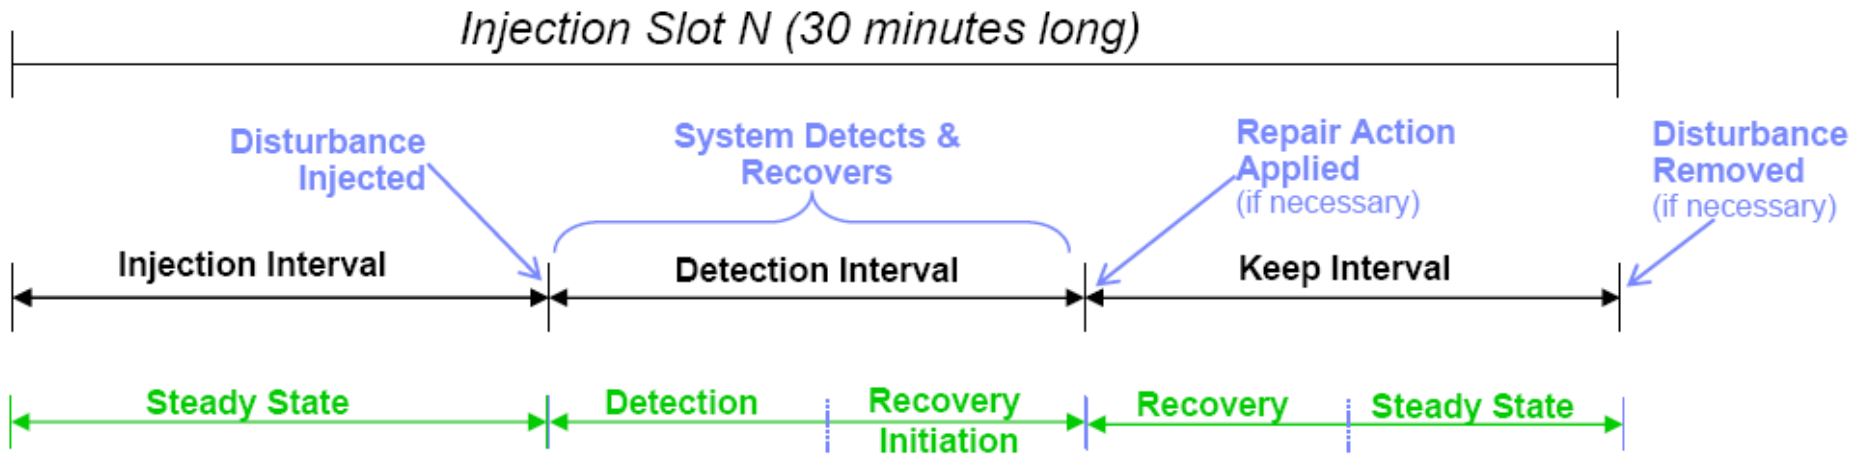 Injection Slot N (30 minutes long)
Disturbance
Injected
System Detects &
Recovers
Repair Action
Applied
(if necessary)
Disturbance
Removed
(if necessary)
Injection Interval
Detection Interval
Keep Interval
Steady State
Detection
Recovery
Initiation
Recovery
Steady State